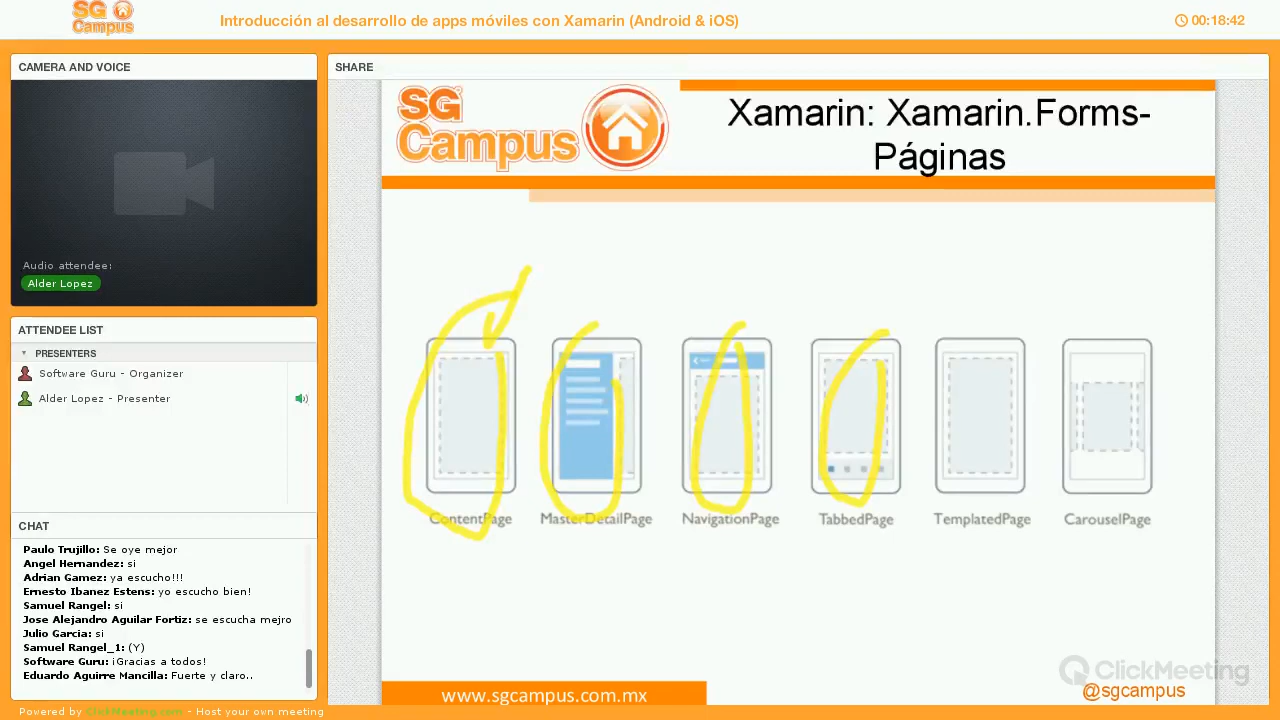 SG Campus
Introducción al desarrollo de apps móviles con Xamarin (Android & iOS)
00:18:42
CAMERA AND VOICE
Audio attendee:
Alder Lopez
ATTENDEE LIST
PRESENTERS
Software Guru - Organizer
Alder Lopez - Presenter
CHAT
Paulo Trujillo: Se oye mejor
Angel Hernandez: si
Adrian Gamez: ya escucho!!!
Ernesto Ibanez Estens: yo escucho bien!
Samuel Rangel: si
Jose Alejandro Aguilar Fortiz: se escucha mejro
Julio Garcia: si
Samuel Rangel_1: (Y)
Software Guru: ¡Gracias a todos!
Eduardo Aguirre Mancilla: Fuerte y claro..
Powered by ClickMeeting.com - Host your own meeting
SHARE
SG
Campus
Xamarin: Xamarin.Forms-
Páginas
ContentPage MasterDetailPage NavigationPage TabbedPage TemplatedPage CarouselPage
ClickMeeting
www.sgcampus.com.mx
@sgcampus